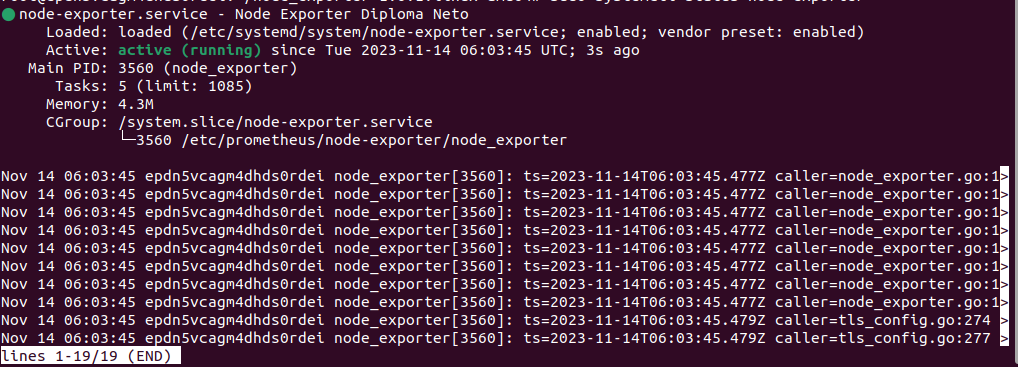 ● node-exporter.service - Node Exporter Diploma Neto
Loaded: loaded (/etc/systemd/system/node-exporter.service; enabled; vendor preset: enabled)
Active: active (running) since Tue 2023-11-14 06:03:45 UTC; 3s ago
Main PID: 3560 (node_exporter)
Tasks: 5 (limit: 1085)
Memory: 4.3M
CGroup: /system.slice/node-exporter.service
└─3560 /etc/prometheus/node-exporter/node_exporter
Nov 14 06:03:45 epdn5vcagm4dhds0rdei node_exporter[3560]: ts=2023-11-14T06:03:45.477Z caller=node_exporter.go:1>
Nov 14 06:03:45 epdn5vcagm4dhds0rdei node_exporter[3560]: ts=2023-11-14T06:03:45.477Z caller=node_exporter.go:1>
Nov 14 06:03:45 epdn5vcagm4dhds0rdei node_exporter[3560]: ts=2023-11-14T06:03:45.477Z caller=node_exporter.go:1>
Nov 14 06:03:45 epdn5vcagm4dhds0rdei node_exporter[3560]: ts=2023-11-14T06:03:45.477Z caller=node_exporter.go:1>
Nov 14 06:03:45 epdn5vcagm4dhds0rdei node_exporter[3560]: ts=2023-11-14T06:03:45.477Z caller=node_exporter.go:1>
Nov 14 06:03:45 epdn5vcagm4dhds0rdei node_exporter[3560]: ts=2023-11-14T06:03:45.477Z caller=node_exporter.go:1>
Nov 14 06:03:45 epdn5vcagm4dhds0rdei node_exporter[3560]: ts=2023-11-14T06:03:45.477Z caller=node_exporter.go:1>
Nov 14 06:03:45 epdn5vcagm4dhds0rdei node_exporter[3560]: ts=2023-11-14T06:03:45.477Z caller=node_exporter.go:1>
Nov 14 06:03:45 epdn5vcagm4dhds0rdei node_exporter[3560]: ts=2023-11-14T06:03:45.479Z caller=tls_config.go:274 >
Nov 14 06:03:45 epdn5vcagm4dhds0rdei node_exporter[3560]: ts=2023-11-14T06:03:45.479Z caller=tls_config.go:277 >
lines 1-19/19 (END)